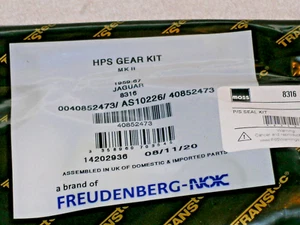 HPS GEAR KIT
MK II
1959-67
JAGUAR
8316
0040852473/ AS10226/ 40852473
40852473
14202936 08/11/20
ASSEMBLED IN UK OF DOMESTIC & IMPORTED PARTS
a brand of
FREUDENBERG-NOK
moss 8316
P/S SEAL KIT
TRANSTEC